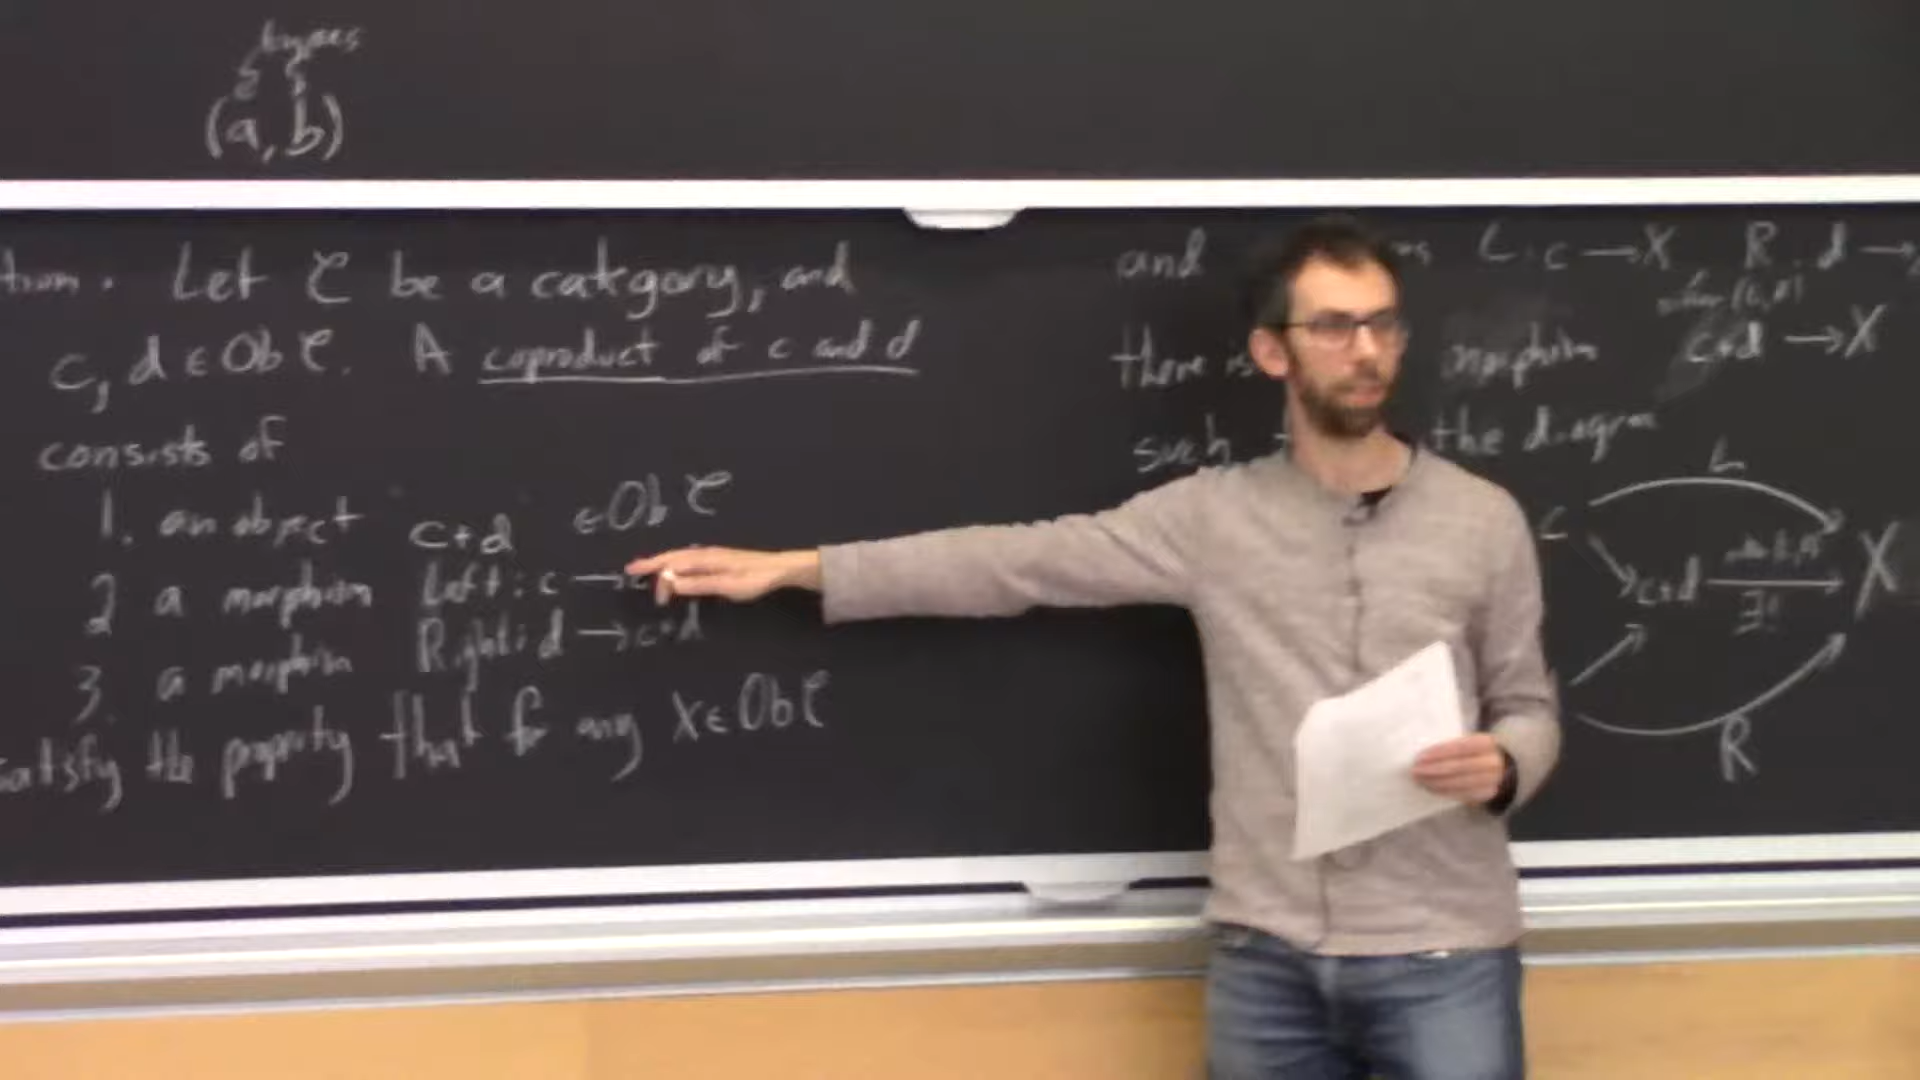 types
(a, b)
Let C be a category, and
c, d ∈ Ob C. A coproduct of c and d
consists of
1. an object c+d ∈ Ob C
2 a morphism Left: c →
3. a morphism Right: d → c+d
satisfy the property that for any X ∈ Ob C
and L: c → X R: d →
there is morphism c+d → X
such the diagram
L
c
c+d → X
∃!
R